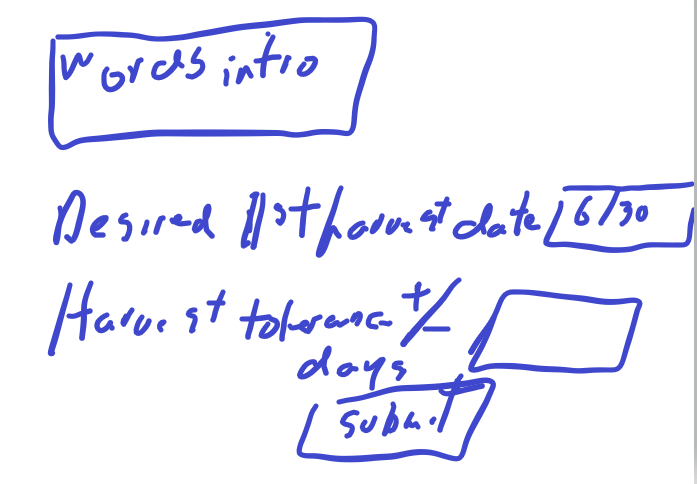 words intro
Desired 1st harvest date 6/30
Harvest tolerance +/-
days
submit